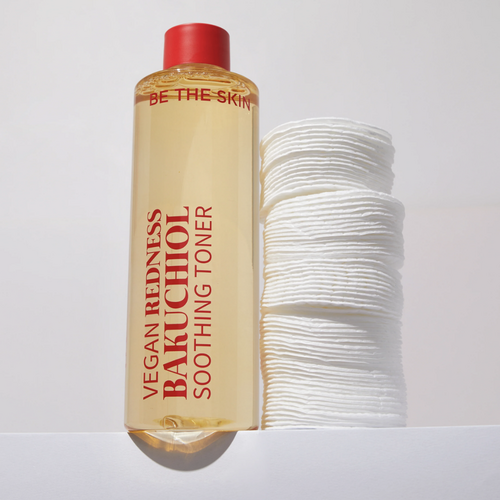 BE THE SKIN
VEGAN REDNESS
BAKUCHIOL
SOOTHING TONER